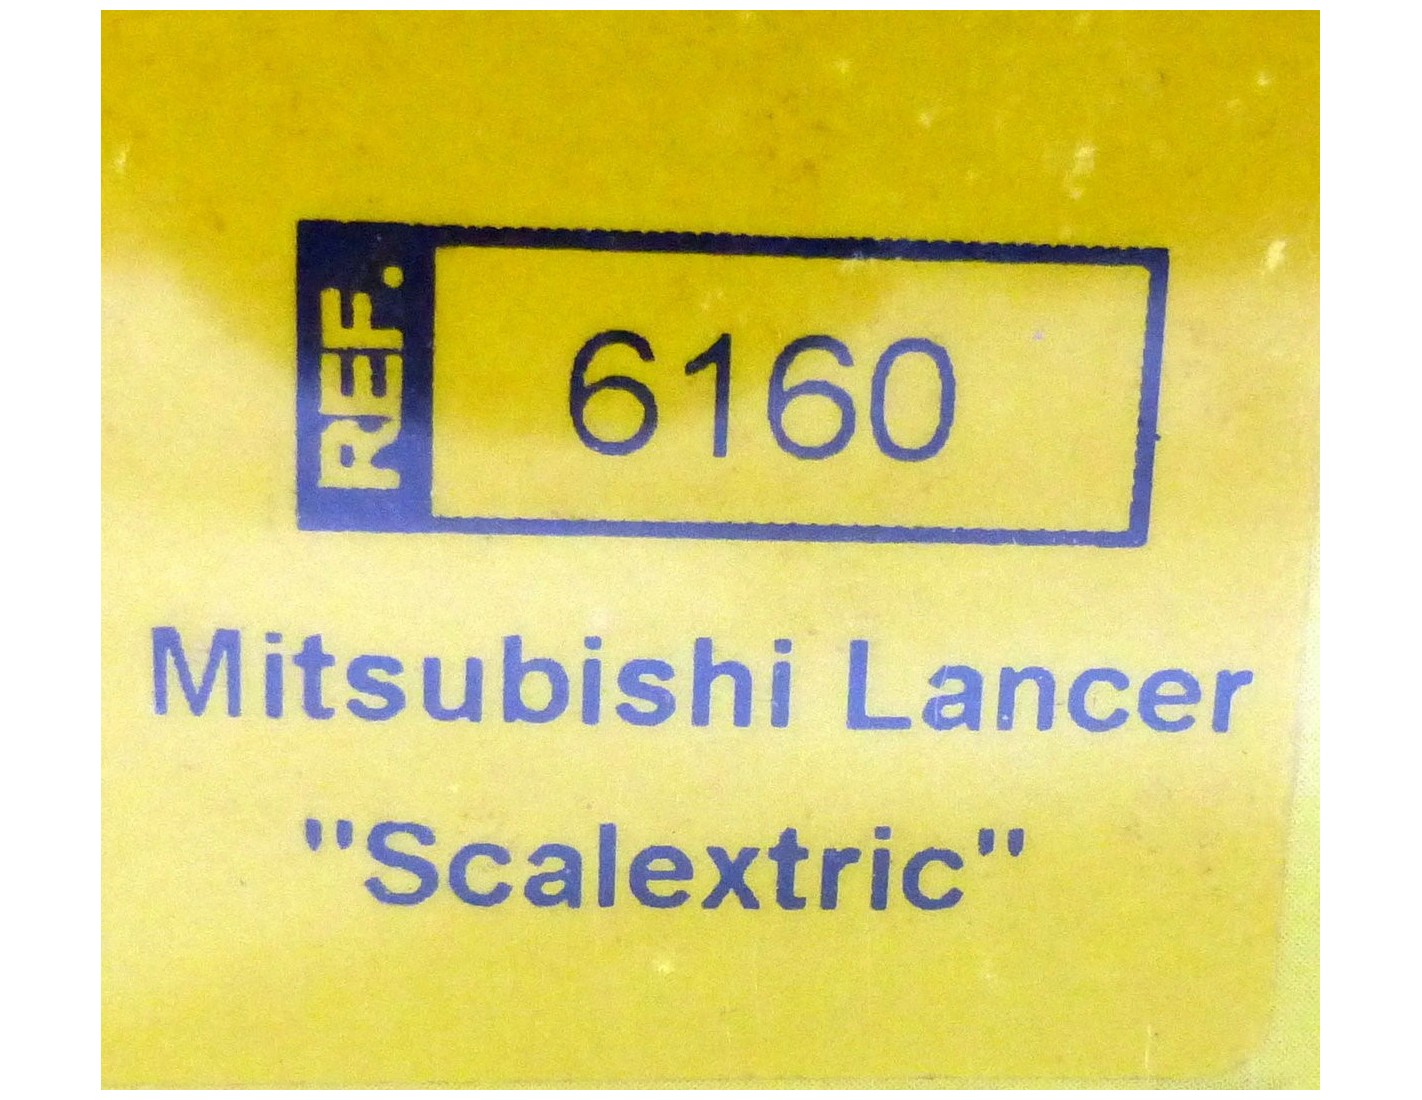 REF. 6160
Mitsubishi Lancer
"Scalextric"